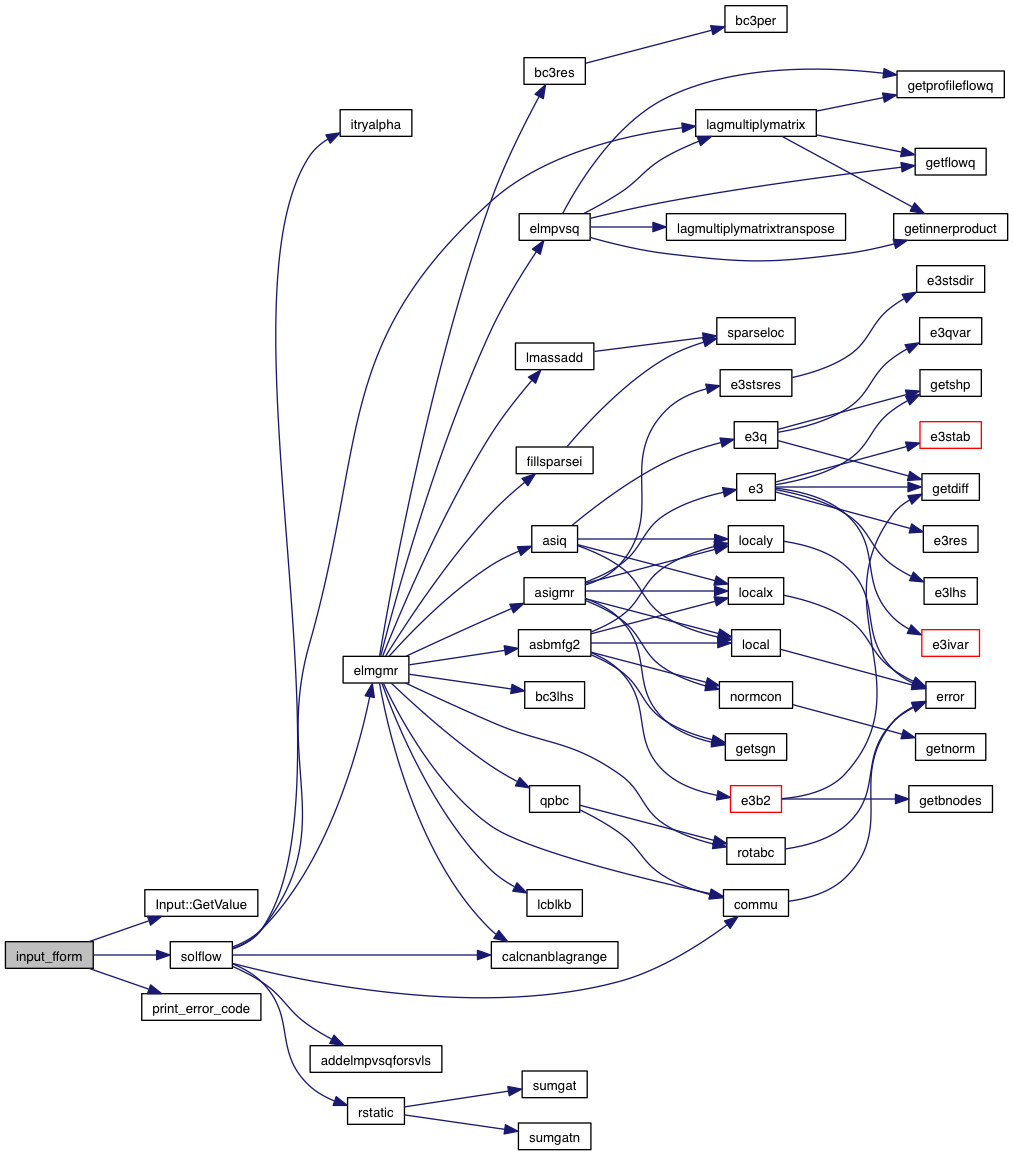 bc3per
bc3res
getprofileflowq
itryalpha
lagmultiplymatrix
getflowq
elmpvsq
lagmultiplymatrixtranspose
getinnerproduct
e3stsdir
sparseloc
e3qvar
lmassadd
e3stsres
getshp
e3q
e3stab
fillsparsei
e3
getdiff
asiq
localy
e3res
asigmr
localx
e3lhs
asbmfg2
local
e3ivar
elmgmr
bc3lhs
normcon
error
getsgn
getnorm
qpbc
e3b2
getbnodes
rotabc
Input::GetValue
lcblkb
commu
input_fform
solflow
calcnanblagrange
print_error_code
addelmpvsqforsvls
sumgat
rstatic
sumgatn